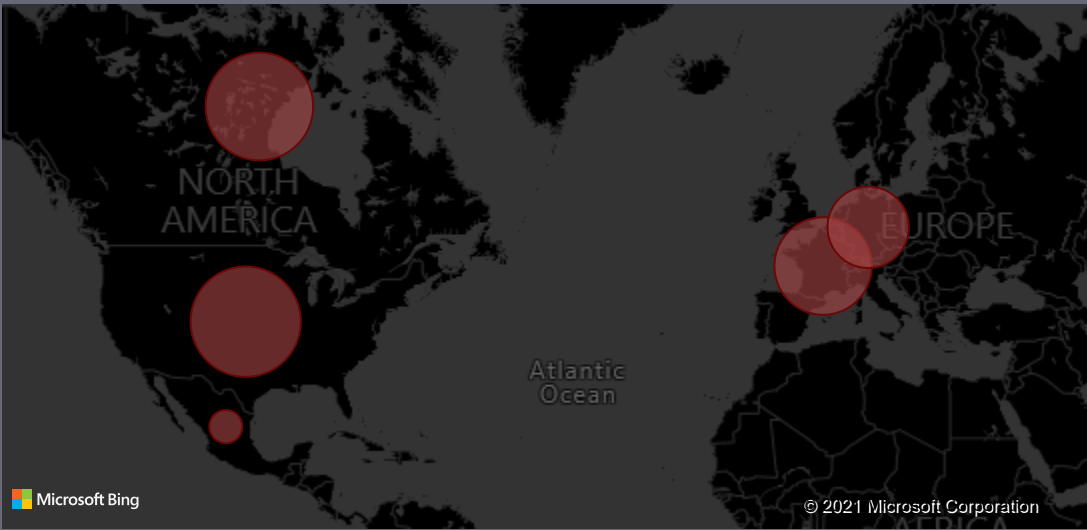 NORTH
AMERICA
EUROPE
Atlantic
Ocean
Microsoft Bing
© 2021 Microsoft Corporation